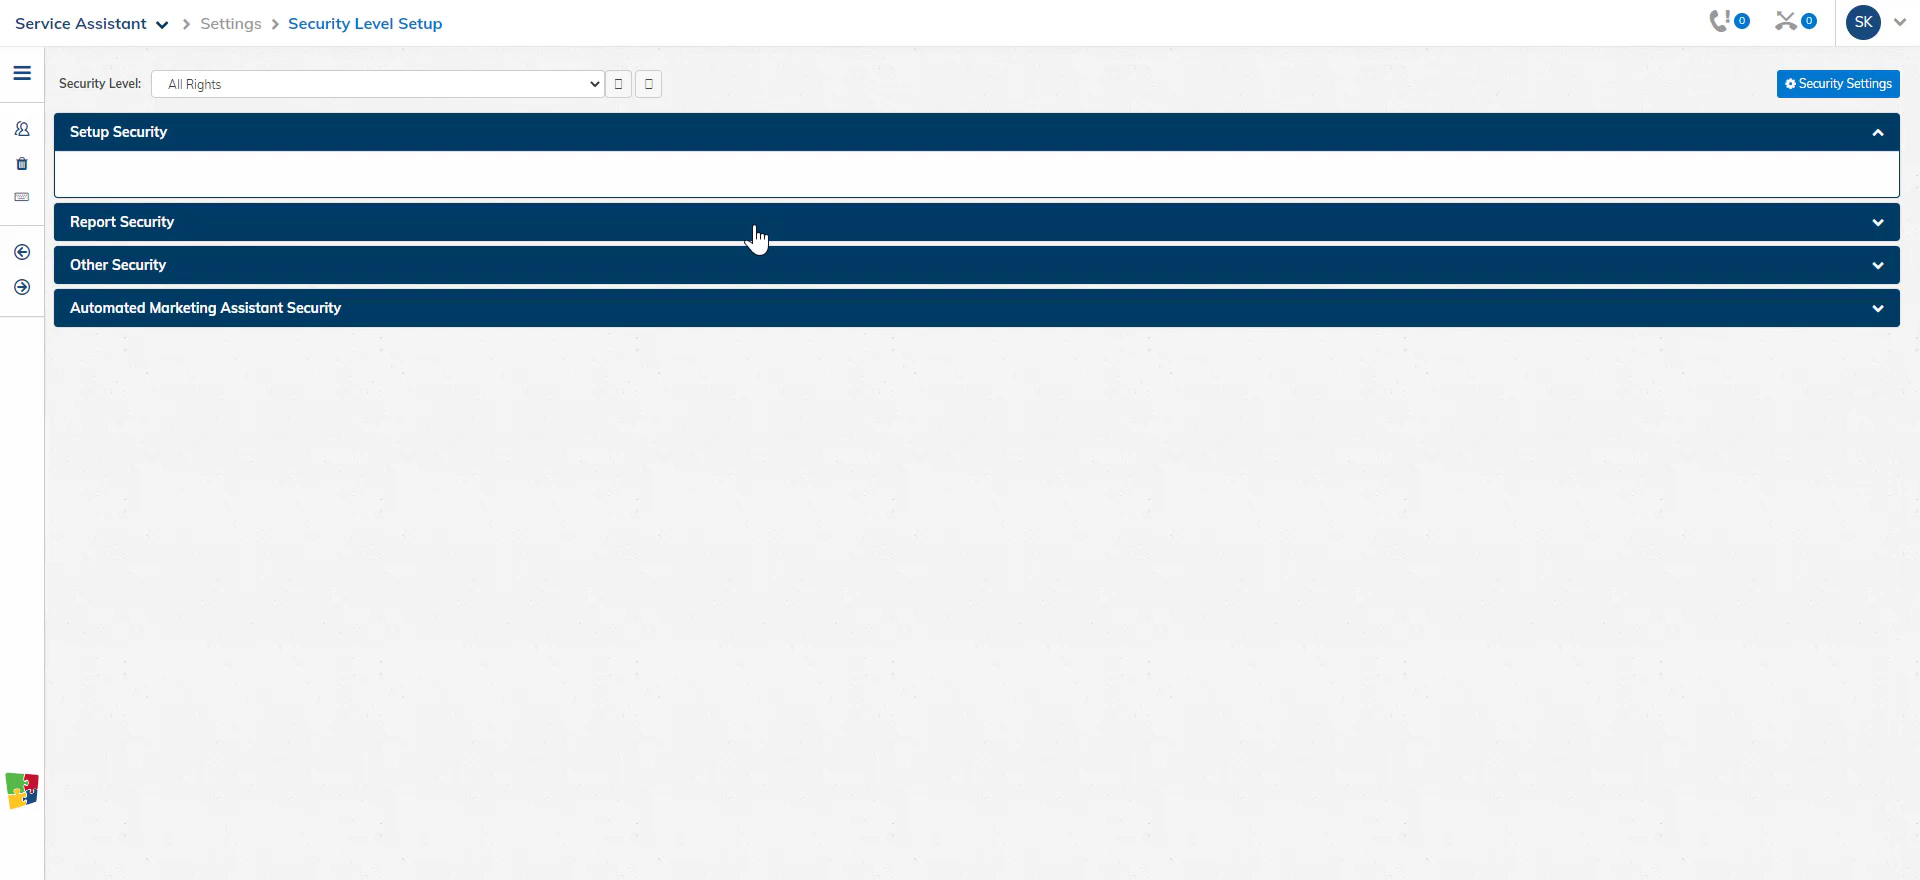 Service Assistant > Settings > Security Level Setup
0
0
SK
Security Level: All Rights
Security Settings
Setup Security
Report Security
Other Security
Automated Marketing Assistant Security